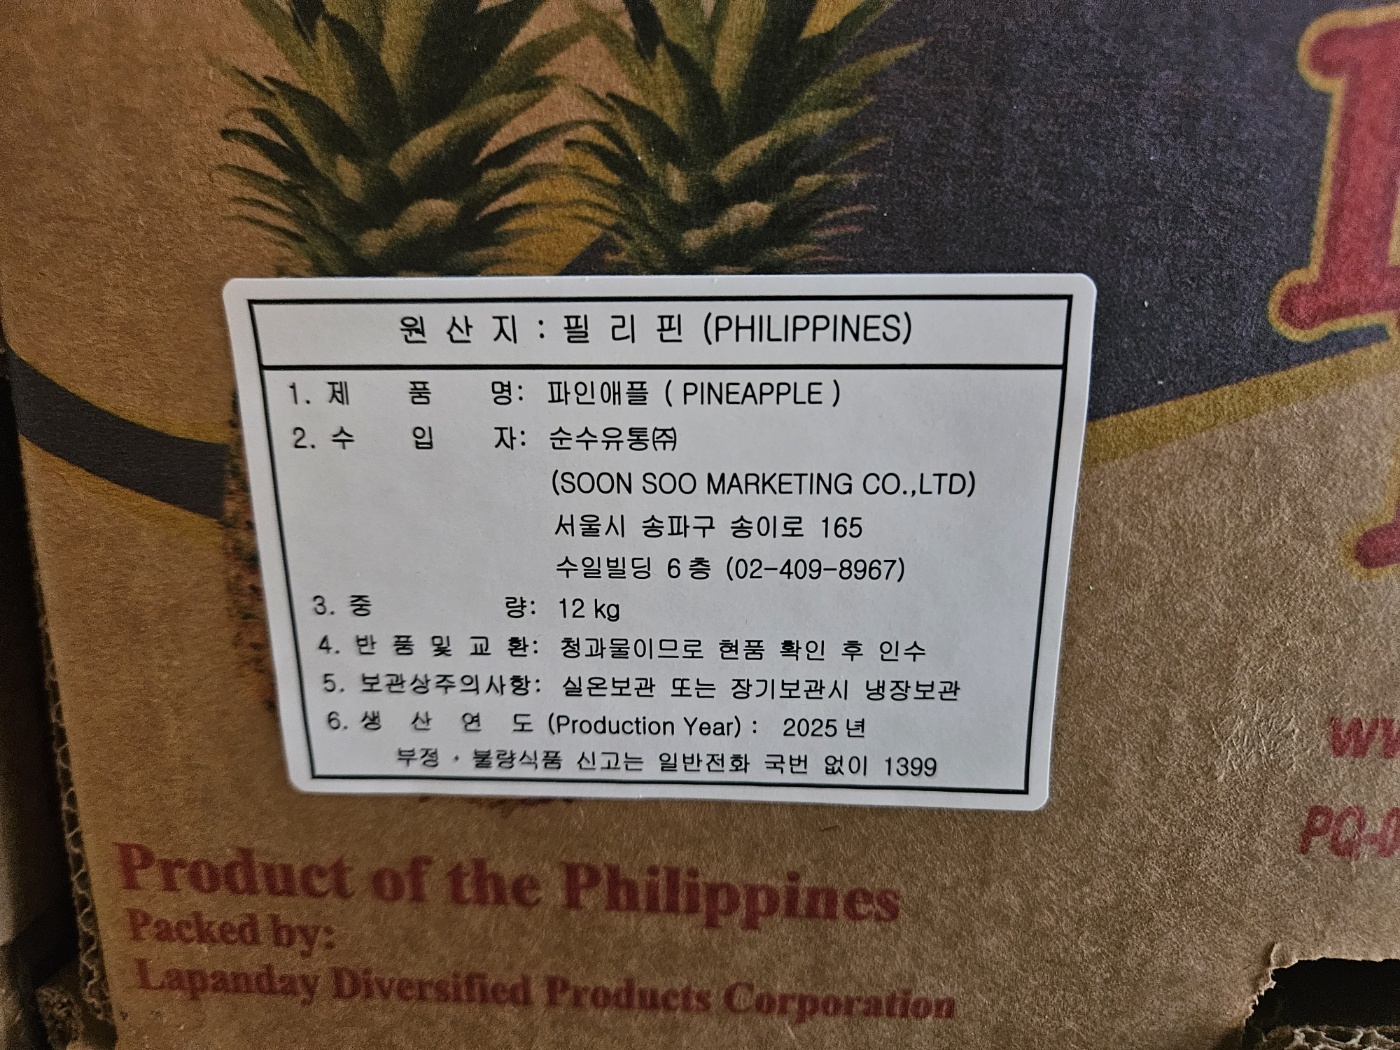 원 산 지 : 필 리 핀 (PHILIPPINES)
1. 제 품 명: 파인애플 ( PINEAPPLE )
2. 수 입 자: 순수유통㈜
(SOON SOO MARKETING CO.,LTD)
서울시 송파구 송이로 165
수일빌딩 6층 (02-409-8967)
3. 중 량: 12 kg
4. 반 품 및 교 환: 청과물이므로 현품 확인 후 인수
5. 보관상주의사항: 실온보관 또는 장기보관시 냉장보관
6. 생 산 연 도 (Production Year) : 2025 년
부정 · 불량식품 신고는 일반전화 국번 없이 1399
Product of the Philippines
Packed by:
Lapanday Diversified Products Corporation